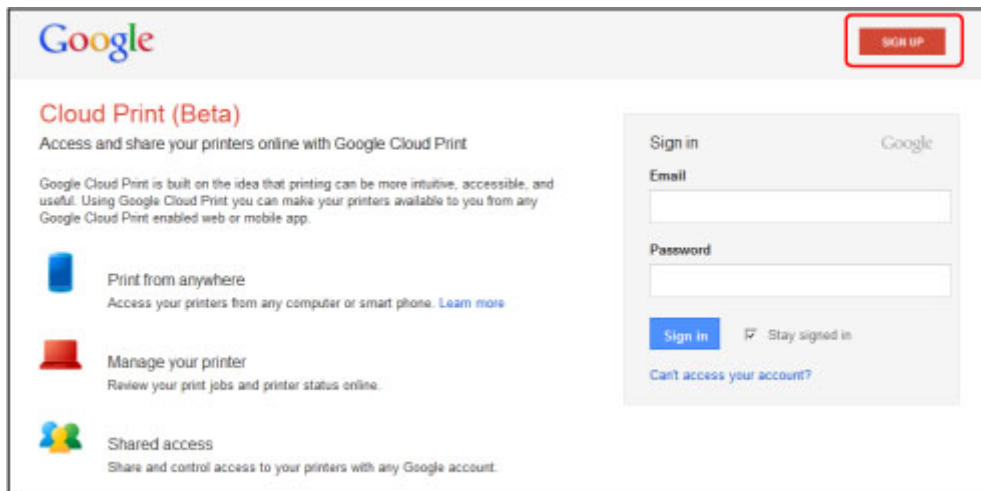 Google
SIGN UP
Cloud Print (Beta)
Access and share your printers online with Google Cloud Print
Google Cloud Print is built on the idea that printing can be more intuitive, accessible, and
useful. Using Google Cloud Print you can make your printers available to you from any
Google Cloud Print enabled web or mobile app.
Print from anywhere
Access your printers from any computer or smart phone. Learn more
Manage your printer
Review your print jobs and printer status online.
Shared access
Share and control access to your printers with any Google account.
Sign in Google
Email
Password
Sign in Stay signed in
Can't access your account?